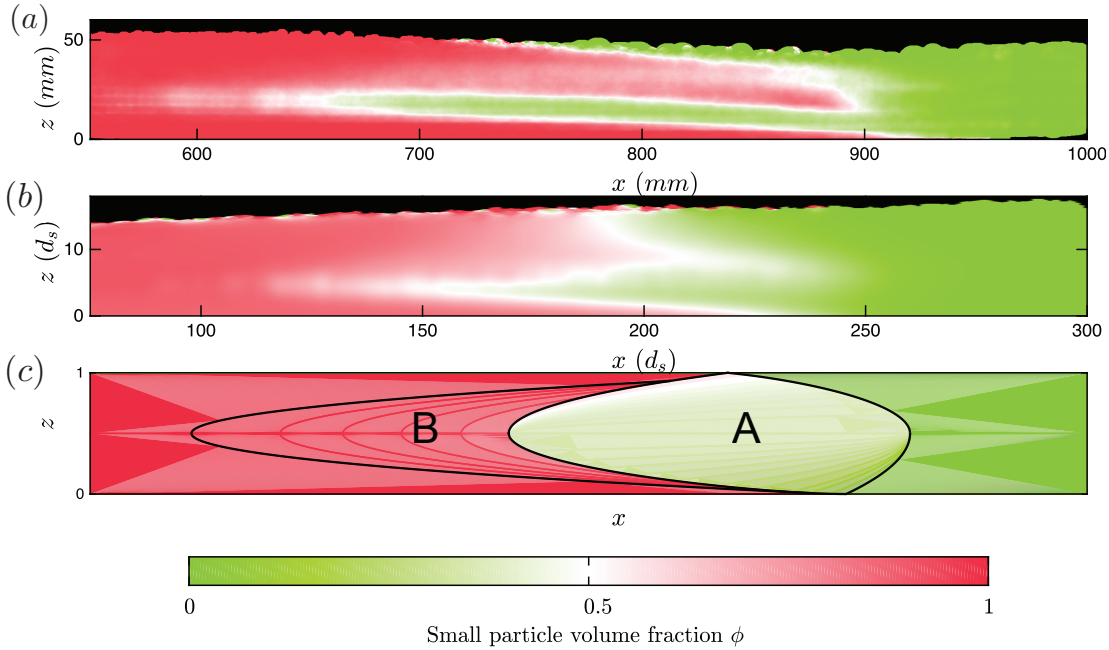 (a)
50
z (mm)
0
600
700
800
900
1000
x (mm)
(b)
z (d_s)
10
0
100
150
200
250
300
x (d_s)
(c)
1
z
0
B
A
x
0
0.5
1
Small particle volume fraction ϕ